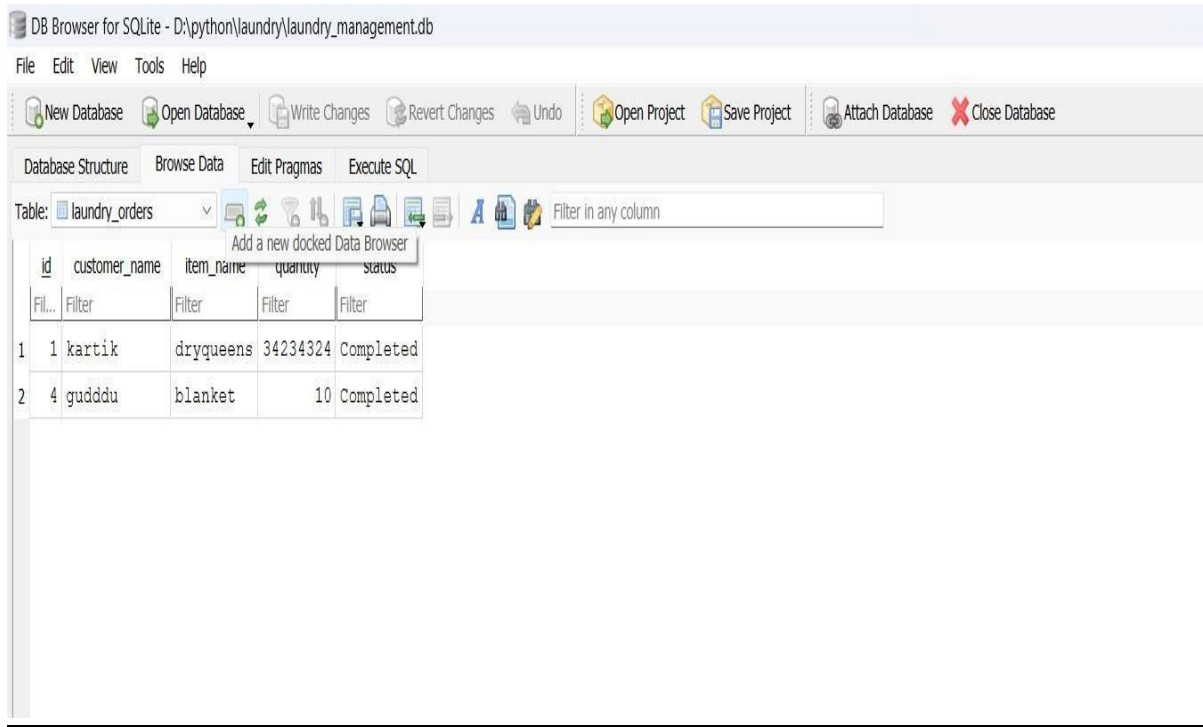 DB Browser for SQLite - D:\python\laundry\laundry_management.db
File Edit View Tools Help
New Database Open Database Write Changes Revert Changes Undo Open Project Save Project Attach Database Close Database
Database Structure Browse Data Edit Pragmas Execute SQL
Table: laundry_orders Filter in any column
Add a new docked Data Browser
id customer_name item_name quantity status
Fil... Filter Filter Filter Filter
1 1 kartik dryqueens 34234324 Completed
2 4 gudddu blanket 10 Completed